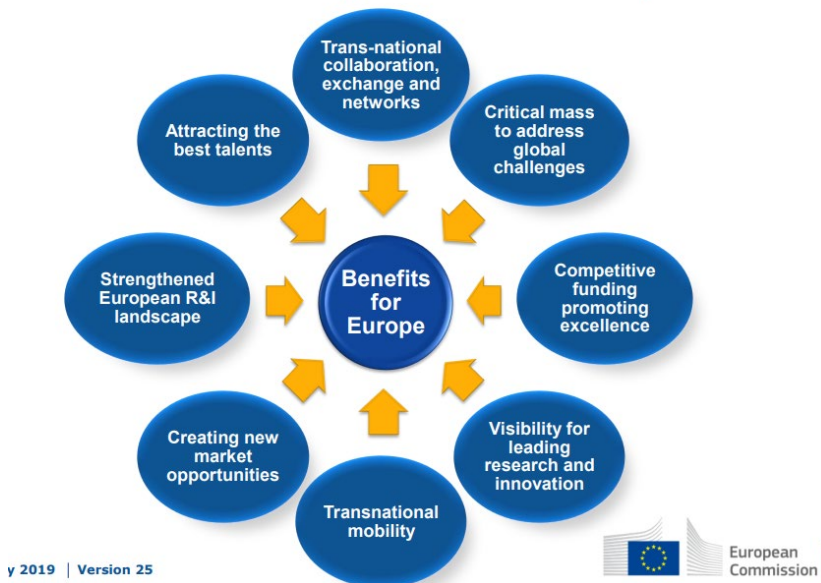 Trans-national
collaboration,
exchange and
networks
Critical mass
to address
global
challenges
Competitive
funding
promoting
excellence
Visibility for
leading
research and
innovation
Transnational
mobility
Creating new
market
opportunities
Strengthened
European R&I
landscape
Attracting the
best talents
Benefits
for
Europe
y 2019 | Version 25
European
Commission